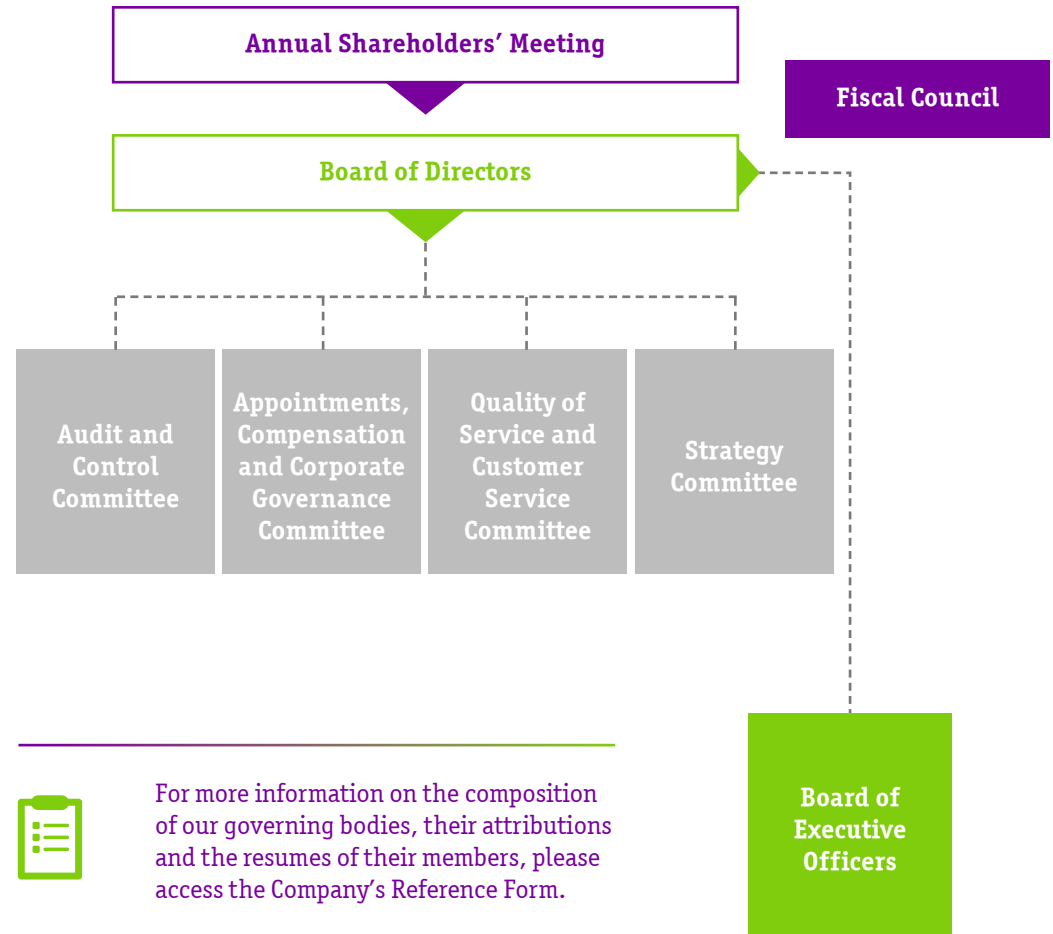 Annual Shareholders’ Meeting
Fiscal Council
Board of Directors
Audit and
Control
Committee
Appointments,
Compensation
and Corporate
Governance
Committee
Quality of
Service and
Customer
Service
Committee
Strategy
Committee
For more information on the composition
of our governing bodies, their attributions
and the resumes of their members, please
access the Company’s Reference Form.
Board of
Executive
Officers